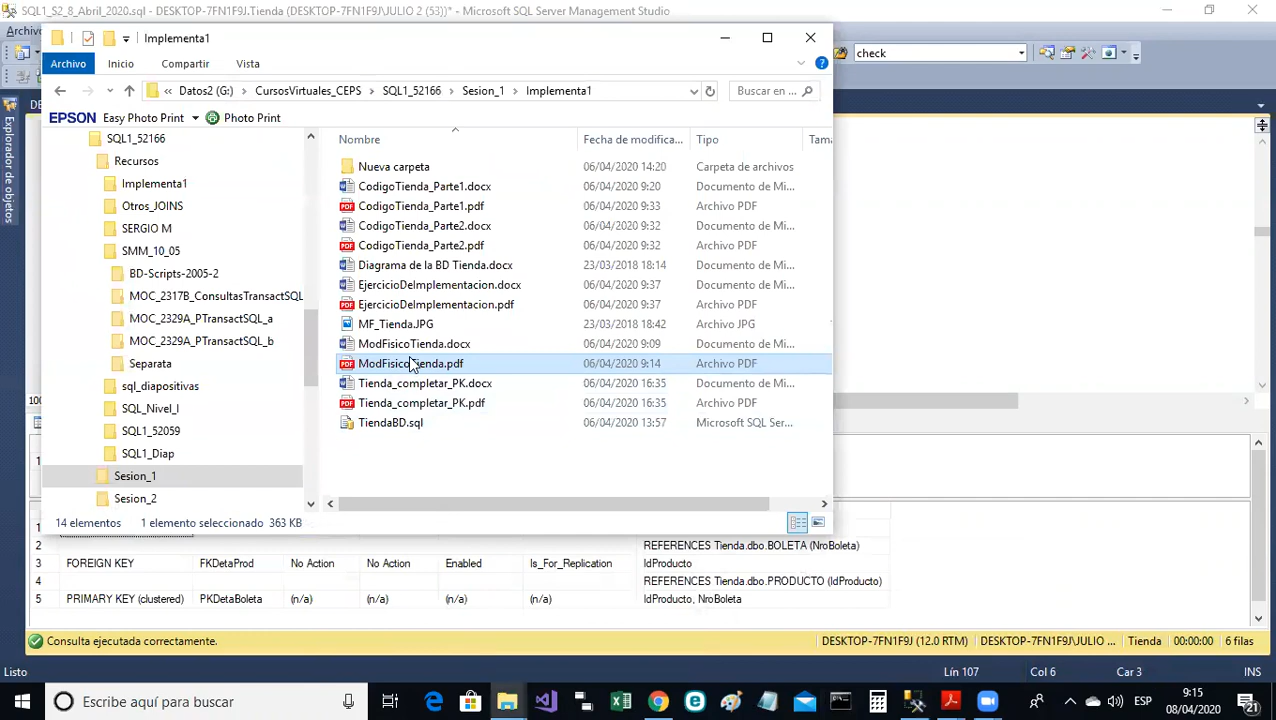 SQL1_S2_8_Abril_2020.sql - DESKTOP-7FN1F9J.Tienda (DESKTOP-7FN1F9J\JULIO 2 (53))* - Microsoft SQL Server Management Studio
Implema1
Archivo Inicio Compartir Vista
check
« Datos2 (G:) > CursosVirtuales_CEPS > SQL1_52166 > Sesion_1 > Implementa1
Buscar en ...
EPSON Easy Photo Print Photo Print
Explorador de objetos
Nombre Fecha de modifica... Tipo Tama
SQL1_52166
Recursos
Implementa1
Otros_JOINS
SERGIO M
SMM_10_05
BD-Scripts-2005-2
MOC_2317B_ConsultasTransactSQL
MOC_2329A_PTransactSQL_a
MOC_2329A_PTransactSQL_b
Separata
sql_diapositivas
SQL_Nivel_I
SQL1_52059
SQL1_Diap
Sesion_1
Sesion_2
Nueva carpeta 06/04/2020 14:20 Carpeta de archivos
CodigoTienda_Parte1.docx 06/04/2020 9:20 Documento de Mi...
CodigoTienda_Parte1.pdf 06/04/2020 9:33 Archivo PDF
CodigoTienda_Parte2.docx 06/04/2020 9:32 Documento de Mi...
CodigoTienda_Parte2.pdf 06/04/2020 9:32 Archivo PDF
Diagrama de la BD Tienda.docx 23/03/2018 18:14 Documento de Mi...
EjercicioDeImplementacion.docx 06/04/2020 9:37 Documento de Mi...
EjercicioDeImplementacion.pdf 06/04/2020 9:37 Archivo PDF
MF_Tienda.JPG 23/03/2018 18:42 Archivo JPG
ModFisicoTienda.docx 06/04/2020 9:09 Documento de Mi...
ModFisicoTienda.pdf 06/04/2020 9:14 Archivo PDF
Tienda_completar_PK.docx 06/04/2020 16:35 Documento de Mi...
Tienda_completar_PK.pdf 06/04/2020 16:35 Archivo PDF
TiendaBD.sql 06/04/2020 13:57 Microsoft SQL Ser...
14 elementos 1 elemento seleccionado 363 KB
2 REFERENCES Tienda.dbo.BOLETA (NroBoleta)
3 FOREIGN KEY FKDetaProd No Action No Action Enabled Is_For_Replication IdProducto
4 REFERENCES Tienda.dbo.PRODUCTO (IdProducto)
5 PRIMARY KEY (clustered) PKDetaBoleta (n/a) (n/a) (n/a) (n/a) IdProducto, NroBoleta
Consulta ejecutada correctamente. DESKTOP-7FN1F9J (12.0 RTM) DESKTOP-7FN1F9J\JULIO ... Tienda 00:00:00 6 filas
Listo Lín 107 Col 6 Car 3 INS
Escribe aquí para buscar
ESP
9:15
08/04/2020
21